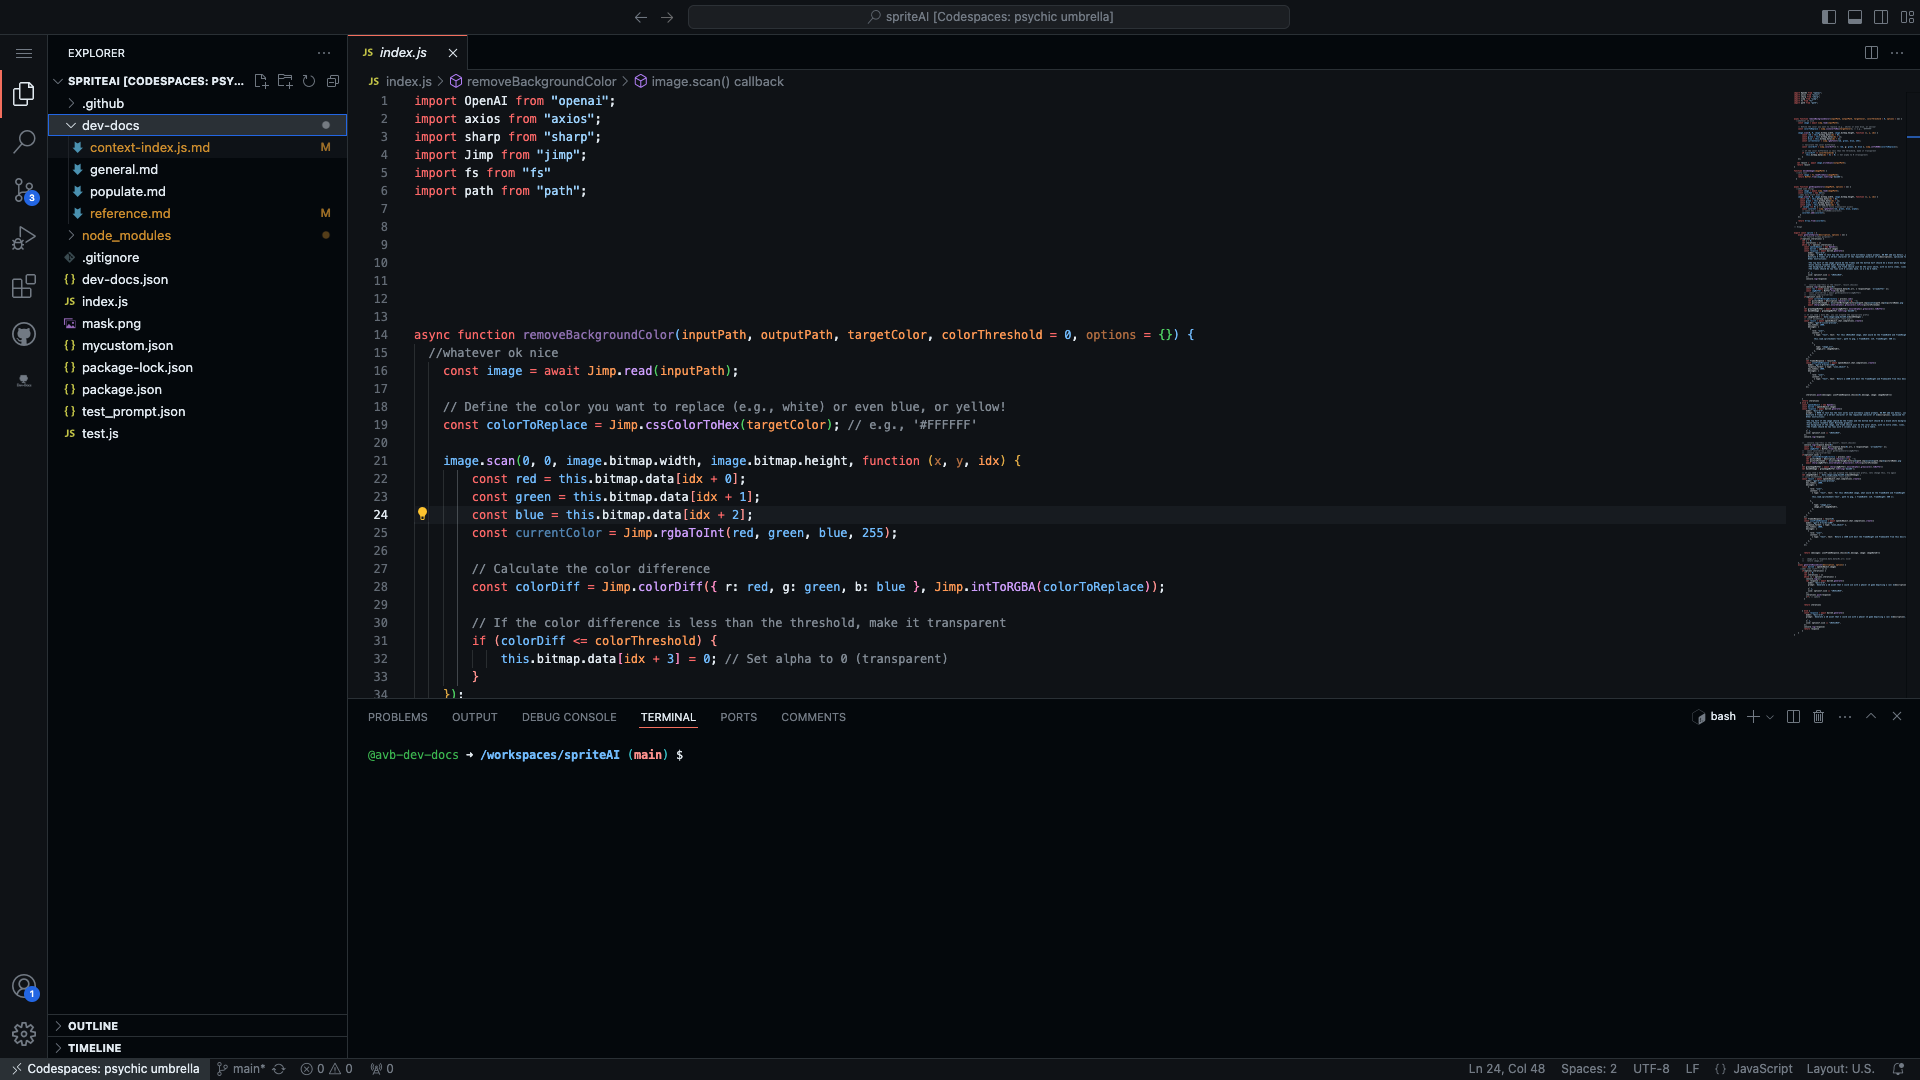 spriteAI [Codespaces: psychic umbrella]
EXPLORER
SPRITEAI [CODESPACES: PSY...
.github
dev-docs
context-index.js.md M
general.md
populate.md
reference.md M
node_modules
.gitignore
{} dev-docs.json
JS index.js
mask.png
{} mycustom.json
{} package-lock.json
{} package.json
{} test_prompt.json
JS test.js
3
1
OUTLINE
TIMELINE
JS index.js
JS index.js > removeBackgroundColor > image.scan() callback
1 import OpenAI from "openai";
2 import axios from "axios";
3 import sharp from "sharp";
4 import Jimp from "jimp";
5 import fs from "fs"
6 import path from "path";
7
8
9
10
11
12
13
14 async function removeBackgroundColor(inputPath, outputPath, targetColor, colorThreshold = 0, options = {}) {
15 //whatever ok nice
16 const image = await Jimp.read(inputPath);
17
18 // Define the color you want to replace (e.g., white) or even blue, or yellow!
19 const colorToReplace = Jimp.cssColorToHex(targetColor); // e.g., '#FFFFFF'
20
21 image.scan(0, 0, image.bitmap.width, image.bitmap.height, function (x, y, idx) {
22 const red = this.bitmap.data[idx + 0];
23 const green = this.bitmap.data[idx + 1];
24 const blue = this.bitmap.data[idx + 2];
25 const currentColor = Jimp.rgbaToInt(red, green, blue, 255);
26
27 // Calculate the color difference
28 const colorDiff = Jimp.colorDiff({ r: red, g: green, b: blue }, Jimp.intToRGBA(colorToReplace));
29
30 // If the color difference is less than the threshold, make it transparent
31 if (colorDiff <= colorThreshold) {
32 this.bitmap.data[idx + 3] = 0; // Set alpha to 0 (transparent)
33 }
34 });
PROBLEMS OUTPUT DEBUG CONSOLE TERMINAL PORTS COMMENTS
bash
@avb-dev-docs ➜ /workspaces/spriteAI (main) $
Codespaces: psychic umbrella main* 0 0 0
Ln 24, Col 48 Spaces: 2 UTF-8 LF {} JavaScript Layout: U.S.